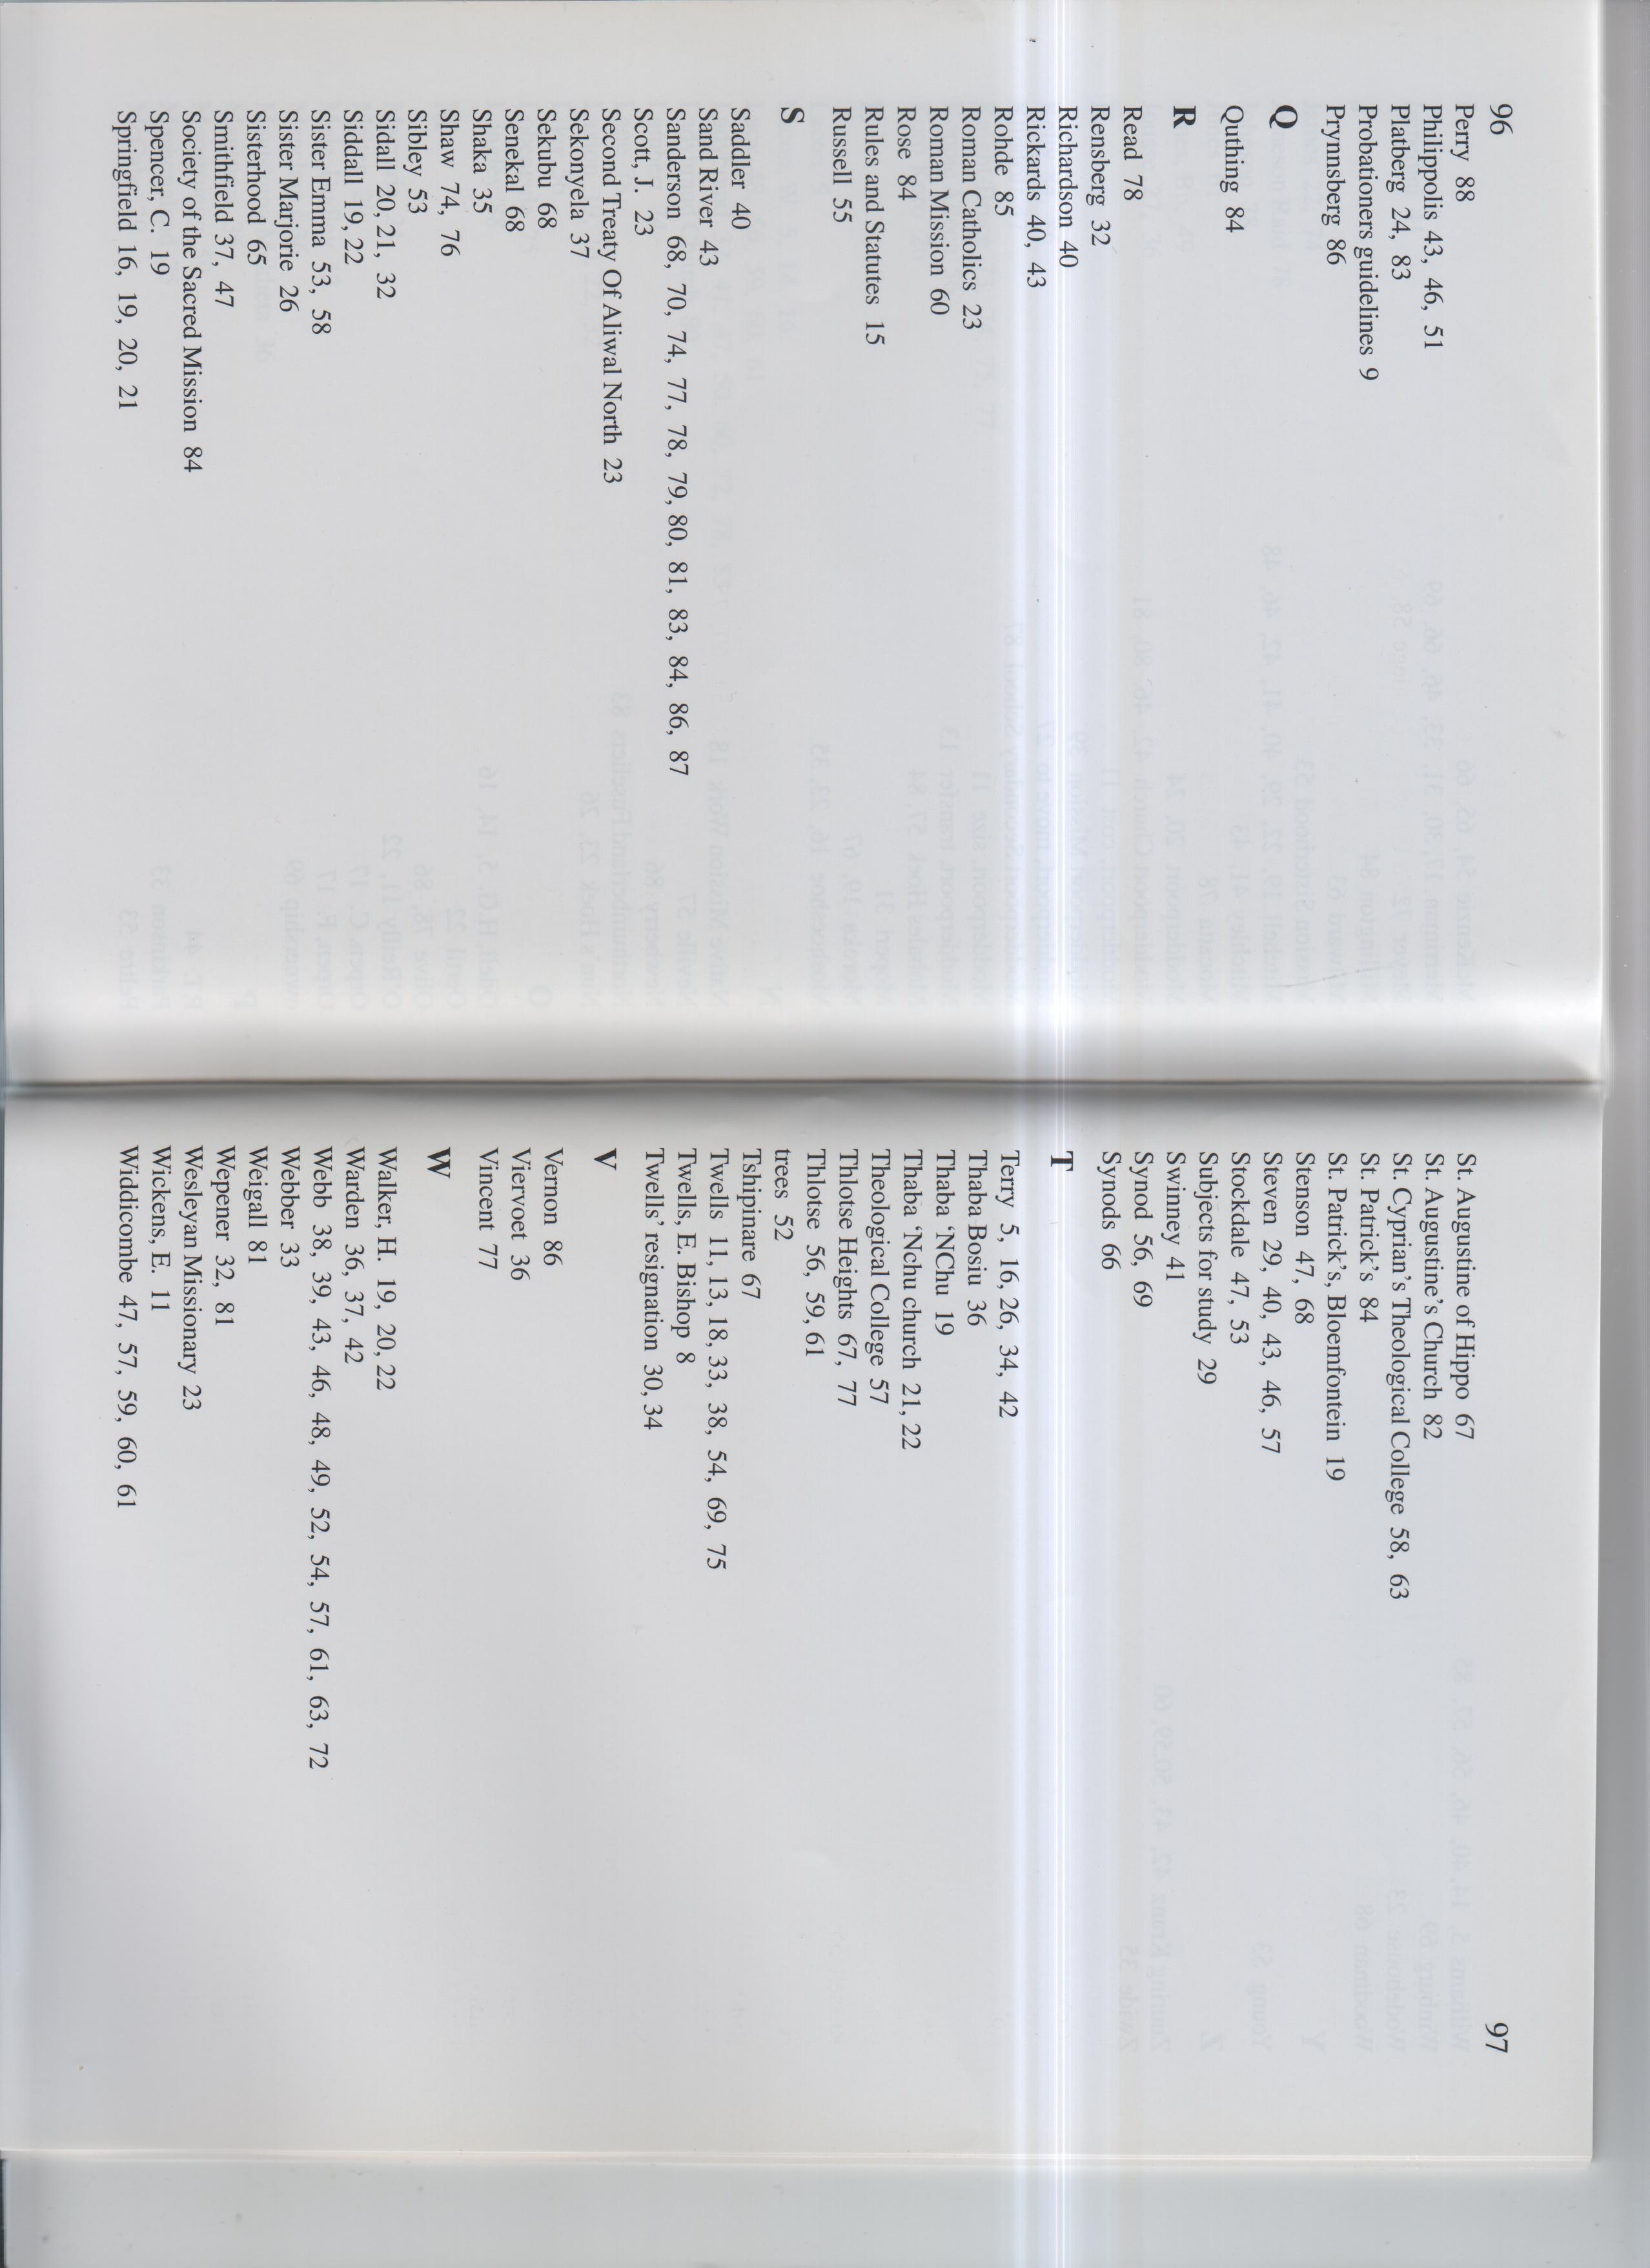 96
Perry 88
Philippolis 43, 46, 51
Platberg 24, 83
Probationers guidelines 9
Prynnsberg 86
Q
Quthing 84
R
Read 78
Rensberg 32
Richardson 40
Rickards 40, 43
Rohde 85
Roman Catholics 23
Roman Mission 60
Rose 84
Rules and Statutes 15
Russell 55
S
Saddler 40
Sand River 43
Sanderson 68, 70, 74, 77, 78, 79, 80, 81, 83, 84, 86, 87
Scott, J. 23
Second Treaty Of Aliwal North 23
Sekonyela 37
Sekubu 68
Senekal 68
Shaka 35
Shaw 74, 76
Sibley 53
Sidall 20, 21, 32
Siddall 19, 22
Sister Emma 53, 58
Sister Marjorie 26
Sisterhood 65
Smithfield 37, 47
Society of the Sacred Mission 84
Spencer, C. 19
Springfield 16, 19, 20, 21
97
St. Augustine of Hippo 67
St. Augustine's Church 82
St. Cyprian's Theological College 58, 63
St. Patrick's 84
St. Patrick's, Bloemfontein 19
Stenson 47, 68
Steven 29, 40, 43, 46, 57
Stockdale 47, 53
Subjects for study 29
Swinney 41
Synod 56, 69
Synods 66
T
Terry 5, 16, 26, 34, 42
Thaba Bosiu 36
Thaba 'NChu 19
Thaba 'Nchu church 21, 22
Theological College 57
Thlotse Heights 67, 77
Thlotse 56, 59, 61
trees 52
Tshipinare 67
Twells 11, 13, 18, 33, 38, 54, 69, 75
Twells, E. Bishop 8
Twells' resignation 30, 34
V
Vernon 86
Viervoet 36
Vincent 77
W
Walker, H. 19, 20, 22
Warden 36, 37, 42
Webb 38, 39, 43, 46, 48, 49, 52, 54, 57, 61, 63, 72
Webber 33
Weigall 81
Wepener 32, 81
Wesleyan Missionary 23
Wickens, E. 11
Widdicombe 47, 57, 59, 60, 61